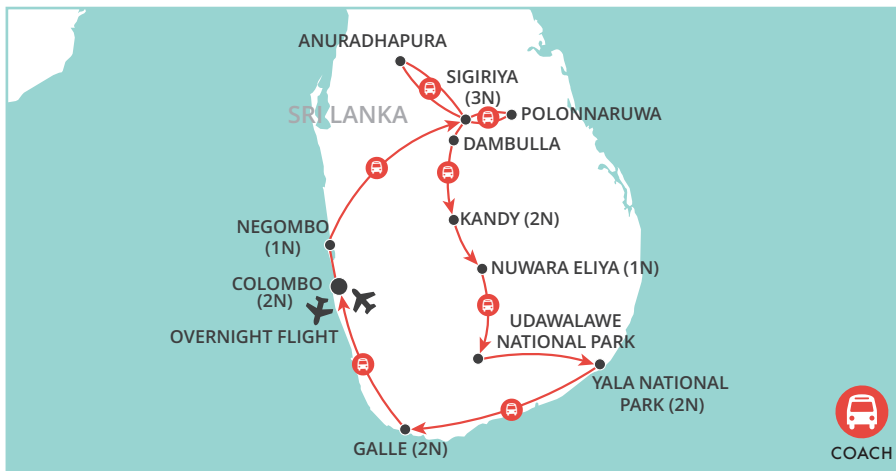 ANURADHAPURA
SIGIRIYA
(3N)
SRI LANKA
POLONNARUWA
DAMBULLA
KANDY (2N)
NEGOMBO
(1N)
NUWARA ELIYA (1N)
COLOMBO
(2N)
OVERNIGHT FLIGHT
UDAWALAWE
NATIONAL PARK
YALA NATIONAL
PARK (2N)
GALLE (2N)
COACH